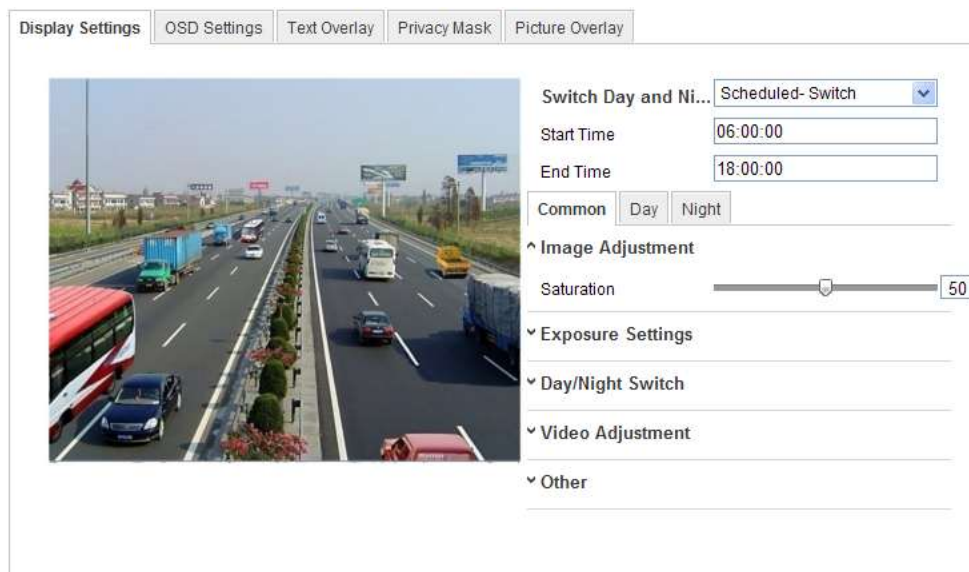 Display Settings OSD Settings Text Overlay Privacy Mask Picture Overlay
Switch Day and Ni... Scheduled- Switch
Start Time 06:00:00
End Time 18:00:00
Common Day Night
Image Adjustment
Saturation 50
Exposure Settings
Day/Night Switch
Video Adjustment
Other